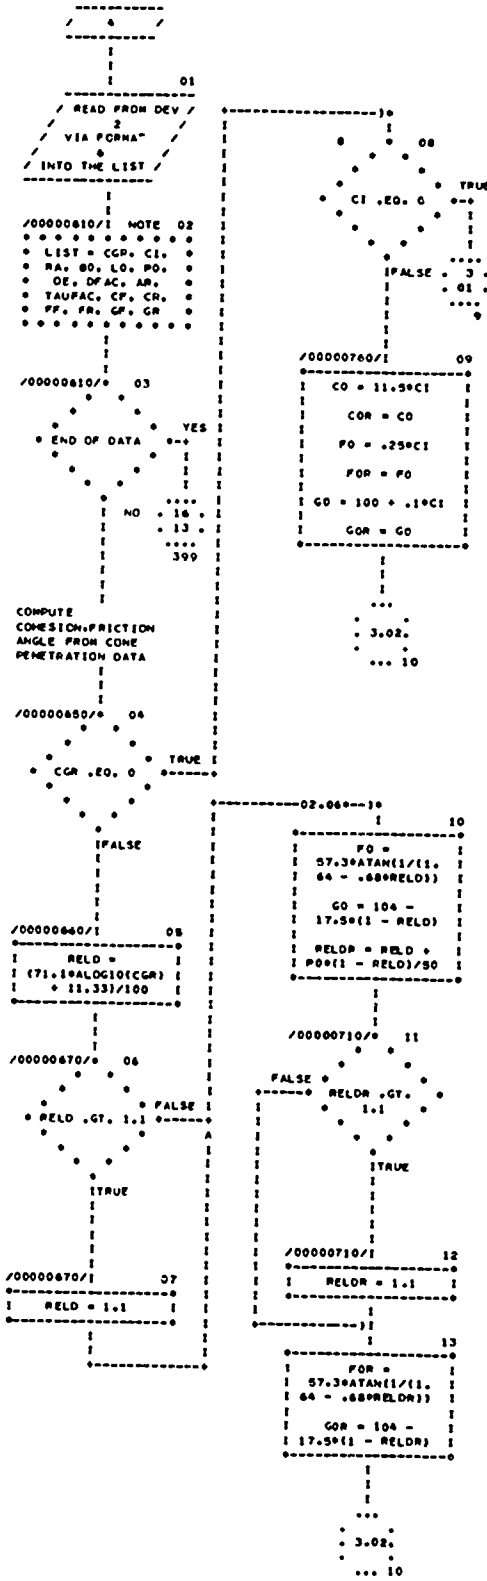 4
01
READ FROM DEV
2
VIA FORMAT
6
INTO THE LIST
/00000610/ NOTE 02
LIST = CGR, CI,
RA, BO, LO, PO,
OE, DFAC, AR,
TAUFAC, CF, CR,
FF, FR, GF, GR
/00000610/ 03
END OF DATA
YES
NO
16
13
399
COMPUTE
COHESION,FRICTION
ANGLE FROM CONE
PENETRATION DATA
/00000650/ 04
CGR .EQ. 0
TRUE
FALSE
/00000660/ 05
RELD =
(71.1*ALOG10(CGR)
+ 11.33)/100
/00000670/ 06
RELD .GT. 1.1
FALSE
TRUE
/00000670/ 07
RELD = 1.1
08
CI .EQ. 0
TRUE
FALSE
3
01
9
/00000760/ 09
CO = 11.5*CI
COR = CO
FO = .25*CI
FOR = FO
GO = 100 + .1*CI
GOR = GO
3.02
10
02.06
10
FO =
57.3*ATAN(1/(1.
64 - .68*RELD))
GO = 104 -
17.5*(1 - RELD)
RELDR = RELD +
PO*(1 - RELD)/50
/00000710/ 11
RELDR .GT.
1.1
FALSE
TRUE
/00000710/ 12
RELDR = 1.1
13
FOR =
57.3*ATAN(1/(1.
64 - .68*RELDR))
GOR = 104 -
17.5*(1 - RELDR)
3.02
10